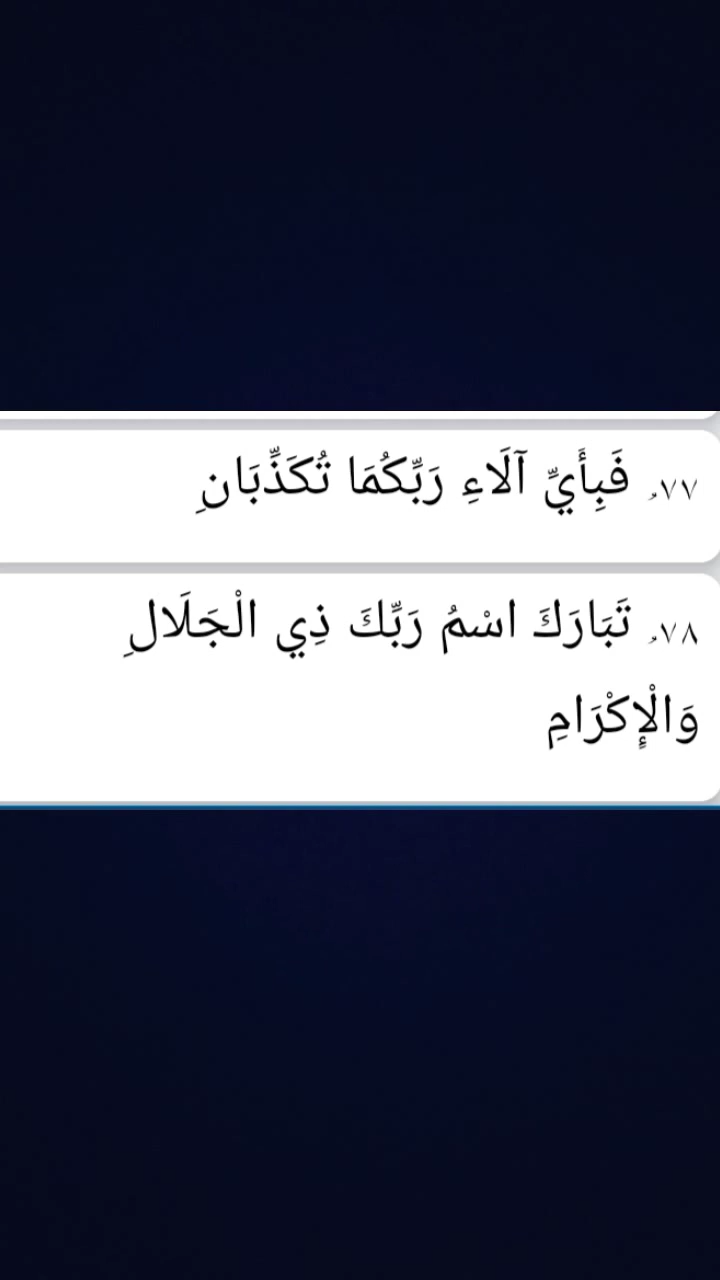 ٧٧. فَبِأَيِّ آلَاءِ رَبِّكُمَا تُكَذِّبَانِ
٧٨. تَبَارَكَ اسْمُ رَبِّكَ ذِي الْجَلَالِ
وَالْإِكْرَامِ